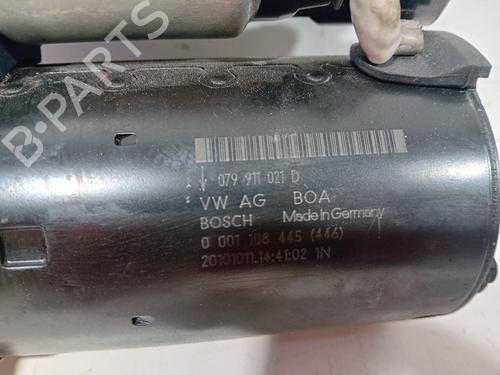 B-PARTS
079 911 021 D
VW AG BOA
BOSCH Made in Germany
0 001 108 445 (446)
20101011.14:41:02 1N